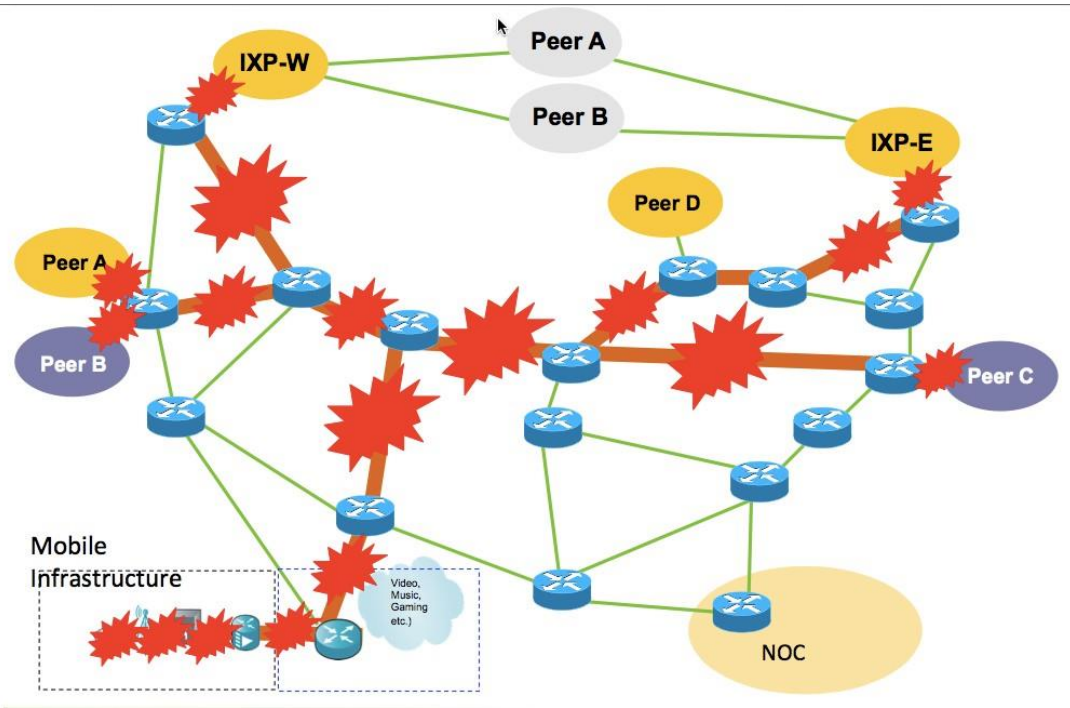 IXP-W
Peer A
Peer B
IXP-E
Peer D
Peer A
Peer B
Peer C
Mobile
Infrastructure
Video,
Music,
Gaming
etc.)
NOC